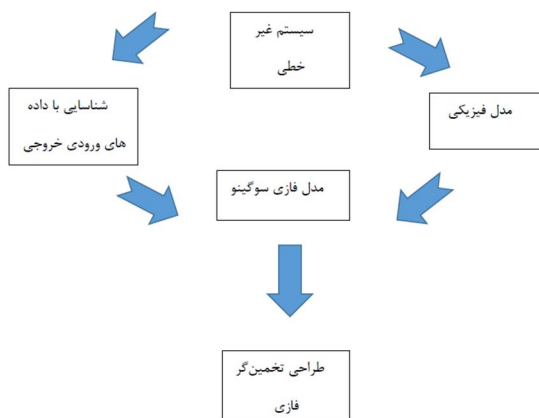 سیستم غیر
خطی
مدل فیزیکی
شناسایی با داده
های ورودی خروجی
مدل فازی سوگینو
طراحی تخمین‌گر
فازی